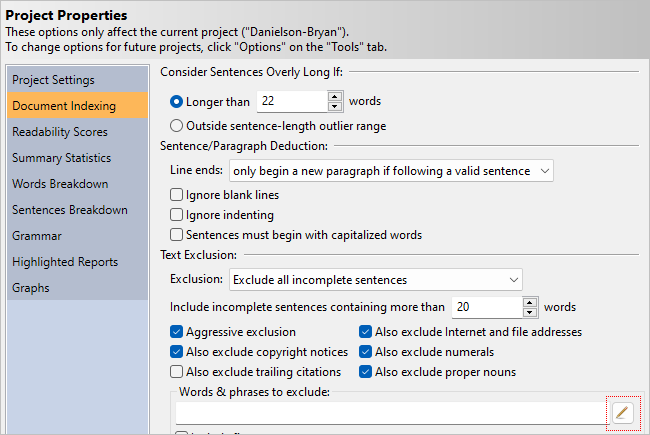 Project Properties
These options only affect the current project ("Danielson-Bryan").
To change options for future projects, click "Options" on the "Tools" tab.
Project Settings
Document Indexing
Readability Scores
Summary Statistics
Words Breakdown
Sentences Breakdown
Grammar
Highlighted Reports
Graphs
Consider Sentences Overly Long If:
Longer than 22 words
Outside sentence-length outlier range
Sentence/Paragraph Deduction:
Line ends: only begin a new paragraph if following a valid sentence
Ignore blank lines
Ignore indenting
Sentences must begin with capitalized words
Text Exclusion:
Exclusion: Exclude all incomplete sentences
Include incomplete sentences containing more than 20 words
Aggressive exclusion Also exclude Internet and file addresses
Also exclude copyright notices Also exclude numerals
Also exclude trailing citations Also exclude proper nouns
Words & phrases to exclude: